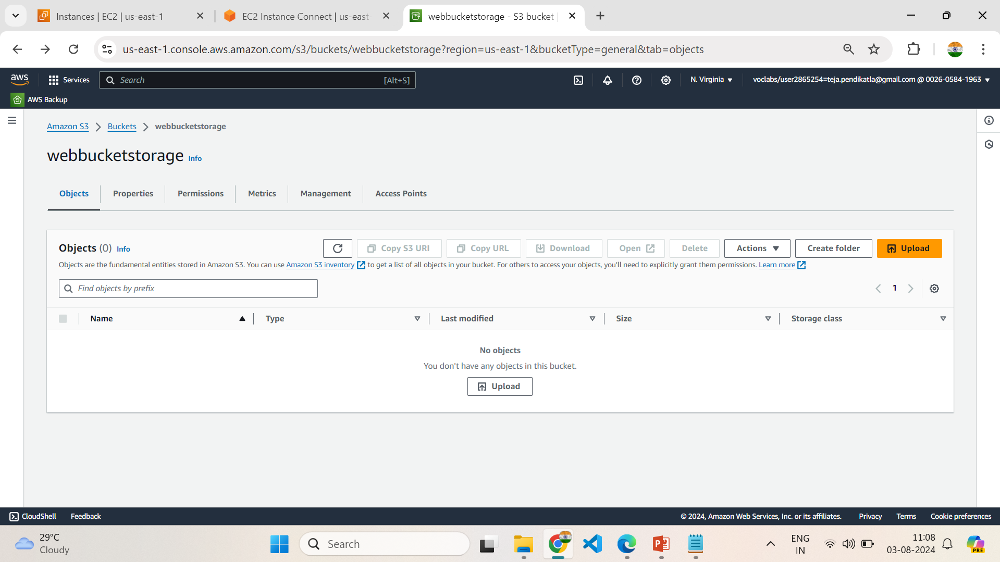 Instances | EC2 | us-east-1
EC2 Instance Connect | us-east-
webbucketstorage - S3 bucket |
us-east-1.console.aws.amazon.com/s3/buckets/webbucketstorage?region=us-east-1&bucketType=general&tab=objects
aws
Services
Search
[Alt+S]
N. Virginia
voclabs/user2865254=teja.pendikatla@gmail.com @ 0026-0584-1963
AWS Backup
Amazon S3
Buckets
webbucketstorage
webbucketstorage Info
Objects
Properties
Permissions
Metrics
Management
Access Points
Objects (0) Info
Copy S3 URI
Copy URL
Download
Open
Delete
Actions
Create folder
Upload
Objects are the fundamental entities stored in Amazon S3. You can use Amazon S3 inventory to get a list of all objects in your bucket. For others to access your objects, you'll need to explicitly grant them permissions. Learn more
Find objects by prefix
1
Name
Type
Last modified
Size
Storage class
No objects
You don't have any objects in this bucket.
Upload
CloudShell
Feedback
© 2024, Amazon Web Services, Inc. or its affiliates.
Privacy
Terms
Cookie preferences
29°C
Cloudy
Search
ENG
IN
11:08
03-08-2024
PRE